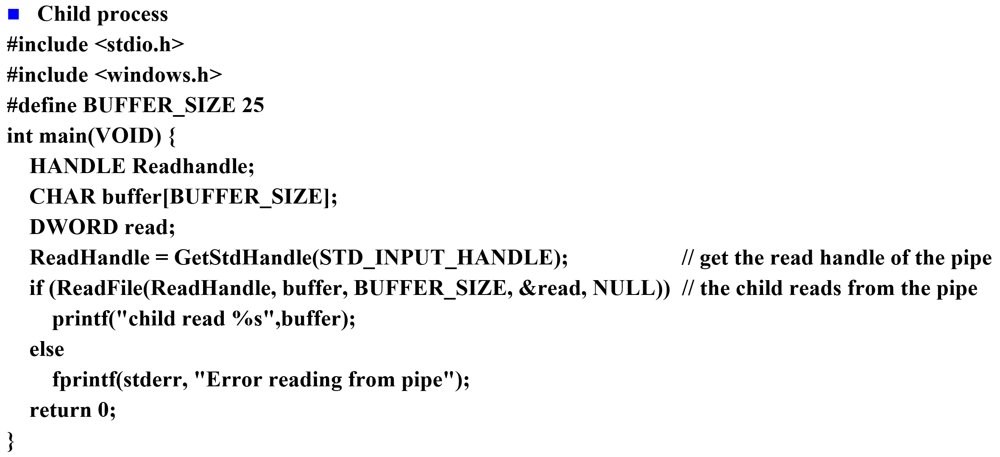 ■ Child process
#include <stdio.h>
#include <windows.h>
#define BUFFER_SIZE 25
int main(VOID) {
HANDLE Readhandle;
CHAR buffer[BUFFER_SIZE];
DWORD read;
ReadHandle = GetStdHandle(STD_INPUT_HANDLE); // get the read handle of the pipe
if (ReadFile(ReadHandle, buffer, BUFFER_SIZE, &read, NULL)) // the child reads from the pipe
printf("child read %s",buffer);
else
fprintf(stderr, "Error reading from pipe");
return 0;
}